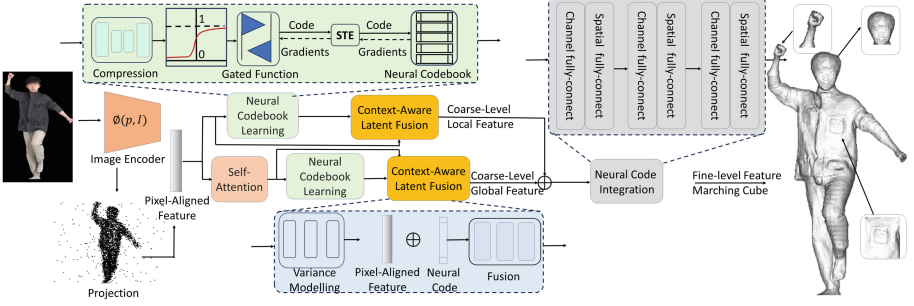 1
0
Compression
Gated Function
Code
Gradients
STE
Code
Gradients
Neural Codebook
Channel fully-connect
Spatial fully-connect
Channel fully-connect
Spatial fully-connect
Channel fully-connect
Spatial fully-connect
∅(p, I)
Image Encoder
Pixel-Aligned
Feature
Projection
Neural
Codebook
Learning
Context-Aware
Latent Fusion
Coarse-Level
Local Feature
Self-
Attention
Neural
Codebook
Learning
Context-Aware
Latent Fusion
Coarse-Level
Global Feature
Neural Code
Integration
Fine-level Feature
Marching Cube
Variance
Modelling
Pixel-Aligned
Feature
Neural
Code
Fusion